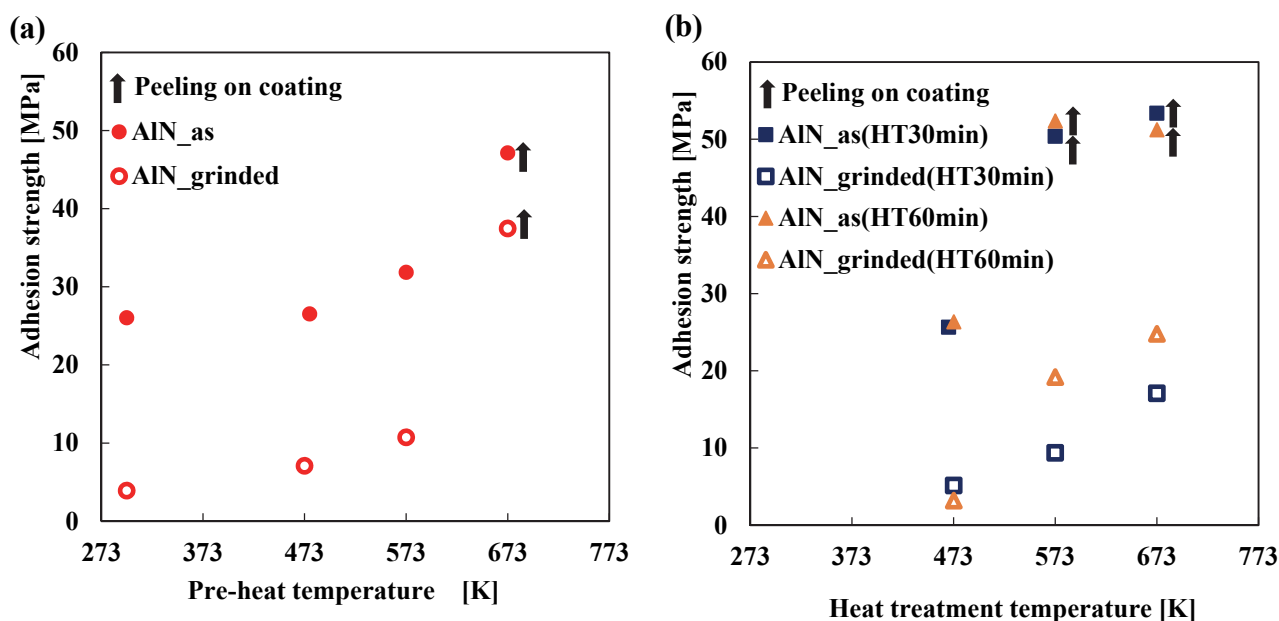 (a)
60
50
40
30
20
10
0
Adhesion strength [MPa]
Peeling on coating
AlN_as
AlN_grinded
273 373 473 573 673 773
Pre-heat temperature [K]
(b)
60
50
40
30
20
10
0
Adhesion strength [MPa]
Peeling on coating
AlN_as(HT30min)
AlN_grinded(HT30min)
AlN_as(HT60min)
AlN_grinded(HT60min)
273 373 473 573 673 773
Heat treatment temperature [K]